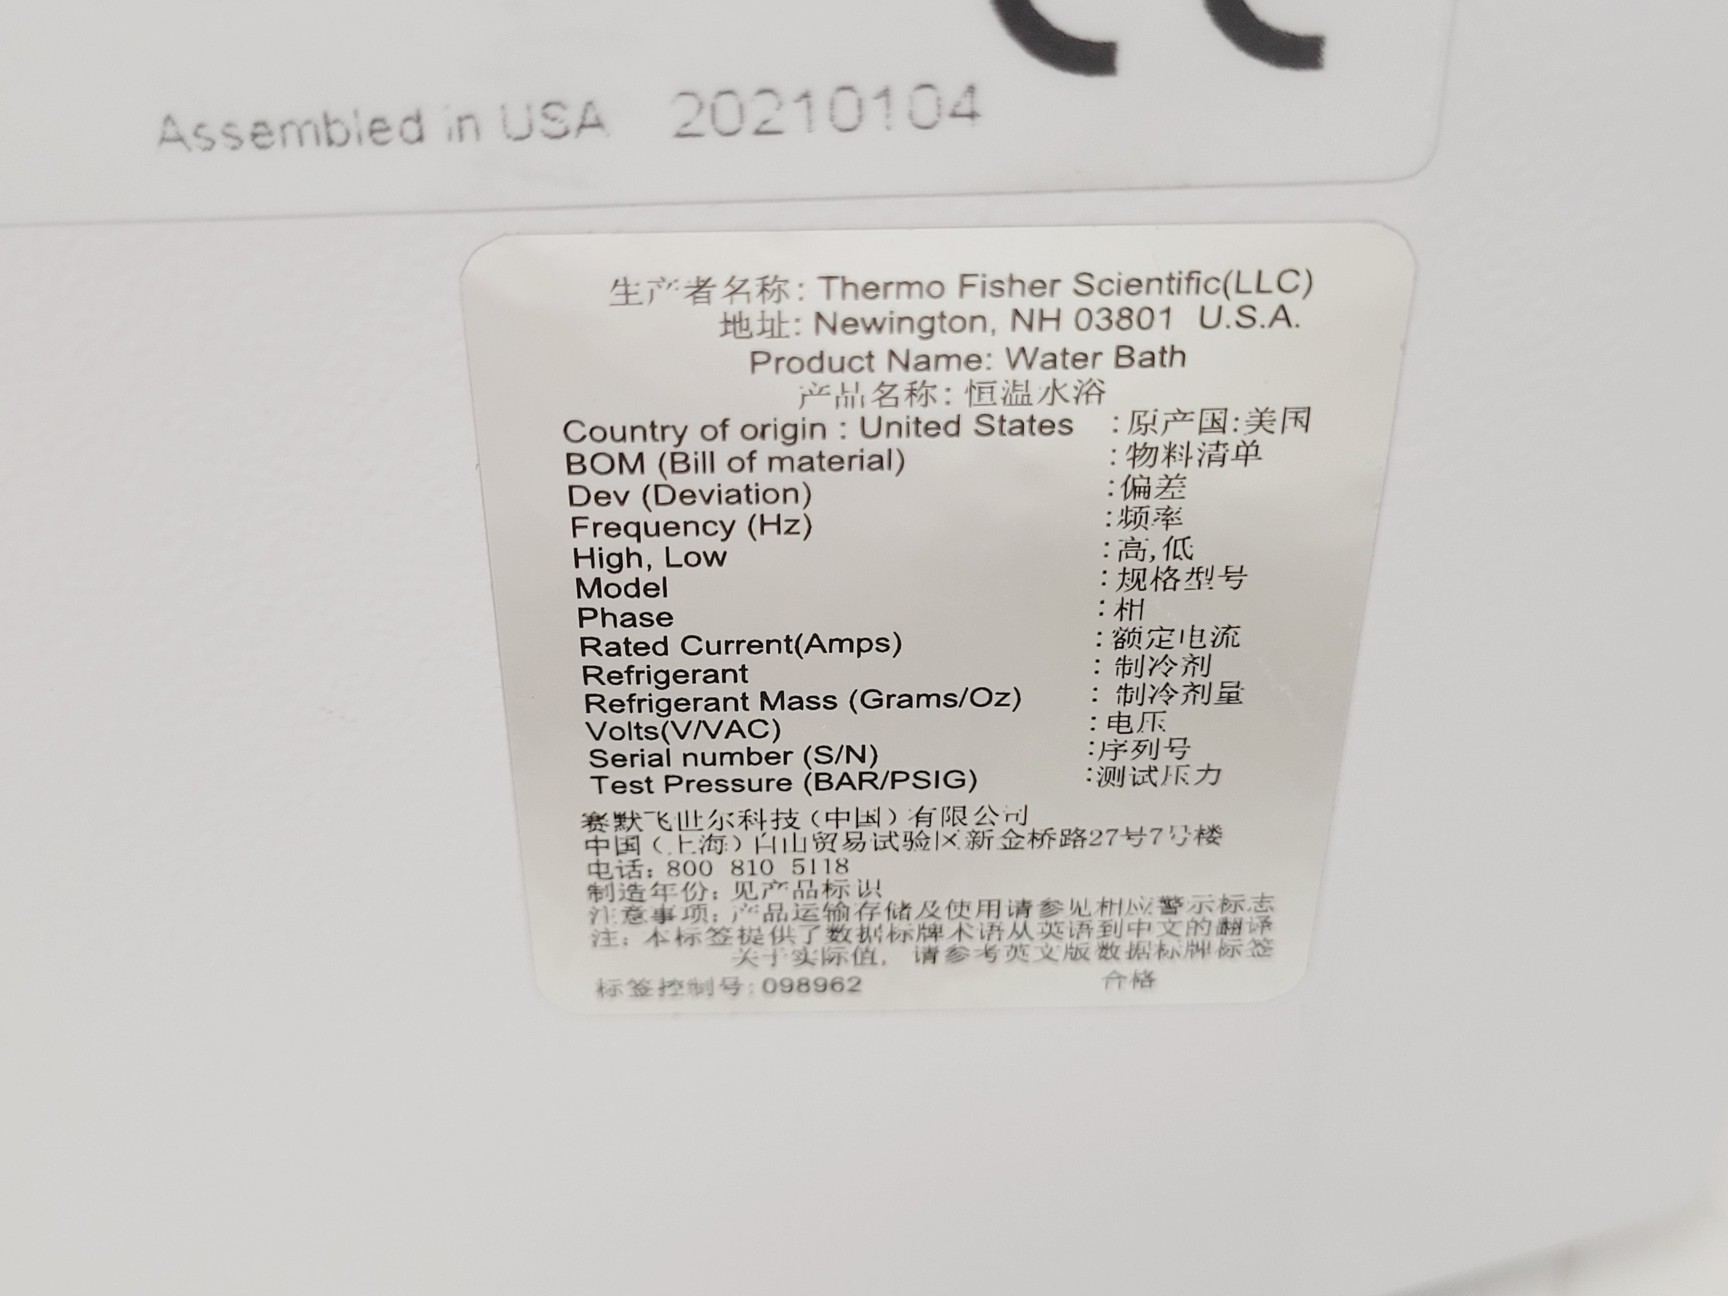 CE
Assembled in USA 20210104
生产者名称: Thermo Fisher Scientific(LLC)
地址: Newington, NH 03801 U.S.A.
Product Name: Water Bath
产品名称: 恒温水浴
Country of origin : United States :原产国:美国
BOM (Bill of material) :物料清单
Dev (Deviation) :偏差
Frequency (Hz) :频率
High, Low :高,低
Model :规格型号
Phase :相
Rated Current(Amps) :额定电流
Refrigerant :制冷剂
Refrigerant Mass (Grams/Oz) :制冷剂量
Volts(V/VAC) :电压
Serial number (S/N) :序列号
Test Pressure (BAR/PSIG) :测试压力
赛默飞世尔科技(中国)有限公司
中国(上海)自由贸易试验区新金桥路27号7号楼
电话: 800 810 5118
制造年份: 见产品标识
注意事项: 产品运输存储及使用请参见相应警示标志
注: 本标签提供了数据标牌术语从英语到中文的翻译
关于实际值, 请参考英文版数据标牌标签
标签控制号:098962 合格